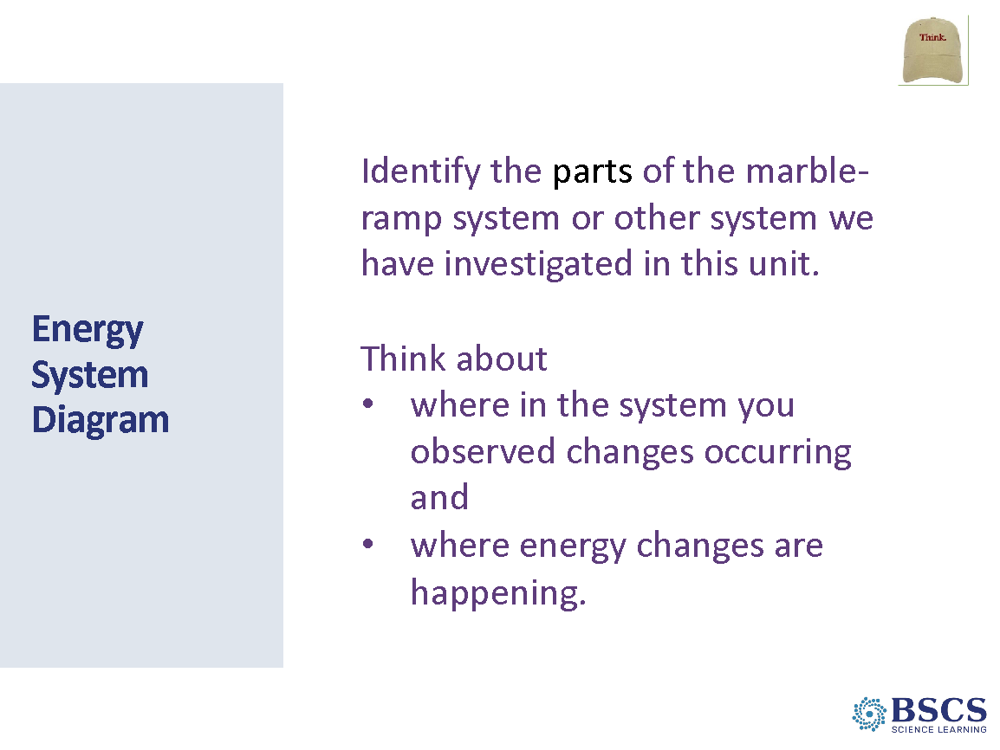 Think.
Energy
System
Diagram
Identify the parts of the marble-
ramp system or other system we
have investigated in this unit.
Think about
• where in the system you
observed changes occurring
and
• where energy changes are
happening.
BSCS
SCIENCE LEARNING